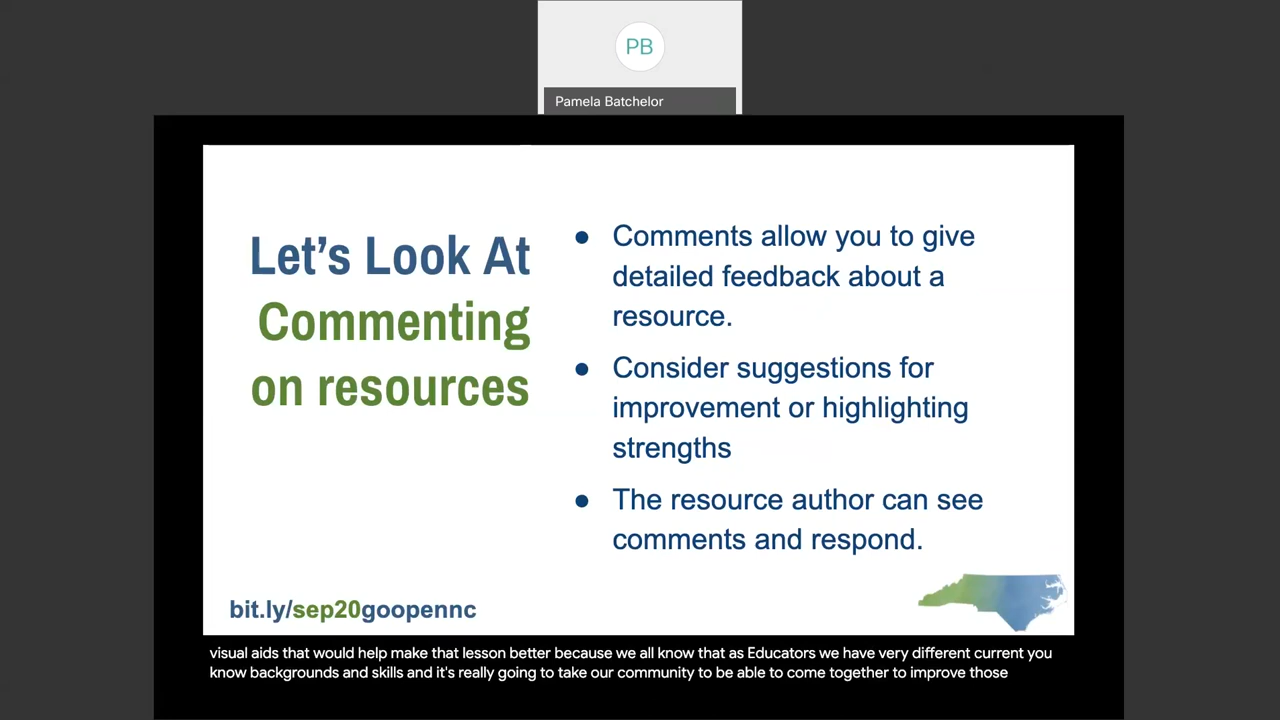 PB
Pamela Batchelor
Let's Look At
Commenting
on resources
● Comments allow you to give
detailed feedback about a
resource.
● Consider suggestions for
improvement or highlighting
strengths
● The resource author can see
comments and respond.
bit.ly/sep20goopennc
visual aids that would help make that lesson better because we all know that as Educators we have very different current you
know backgrounds and skills and it's really going to take our community to be able to come together to improve those